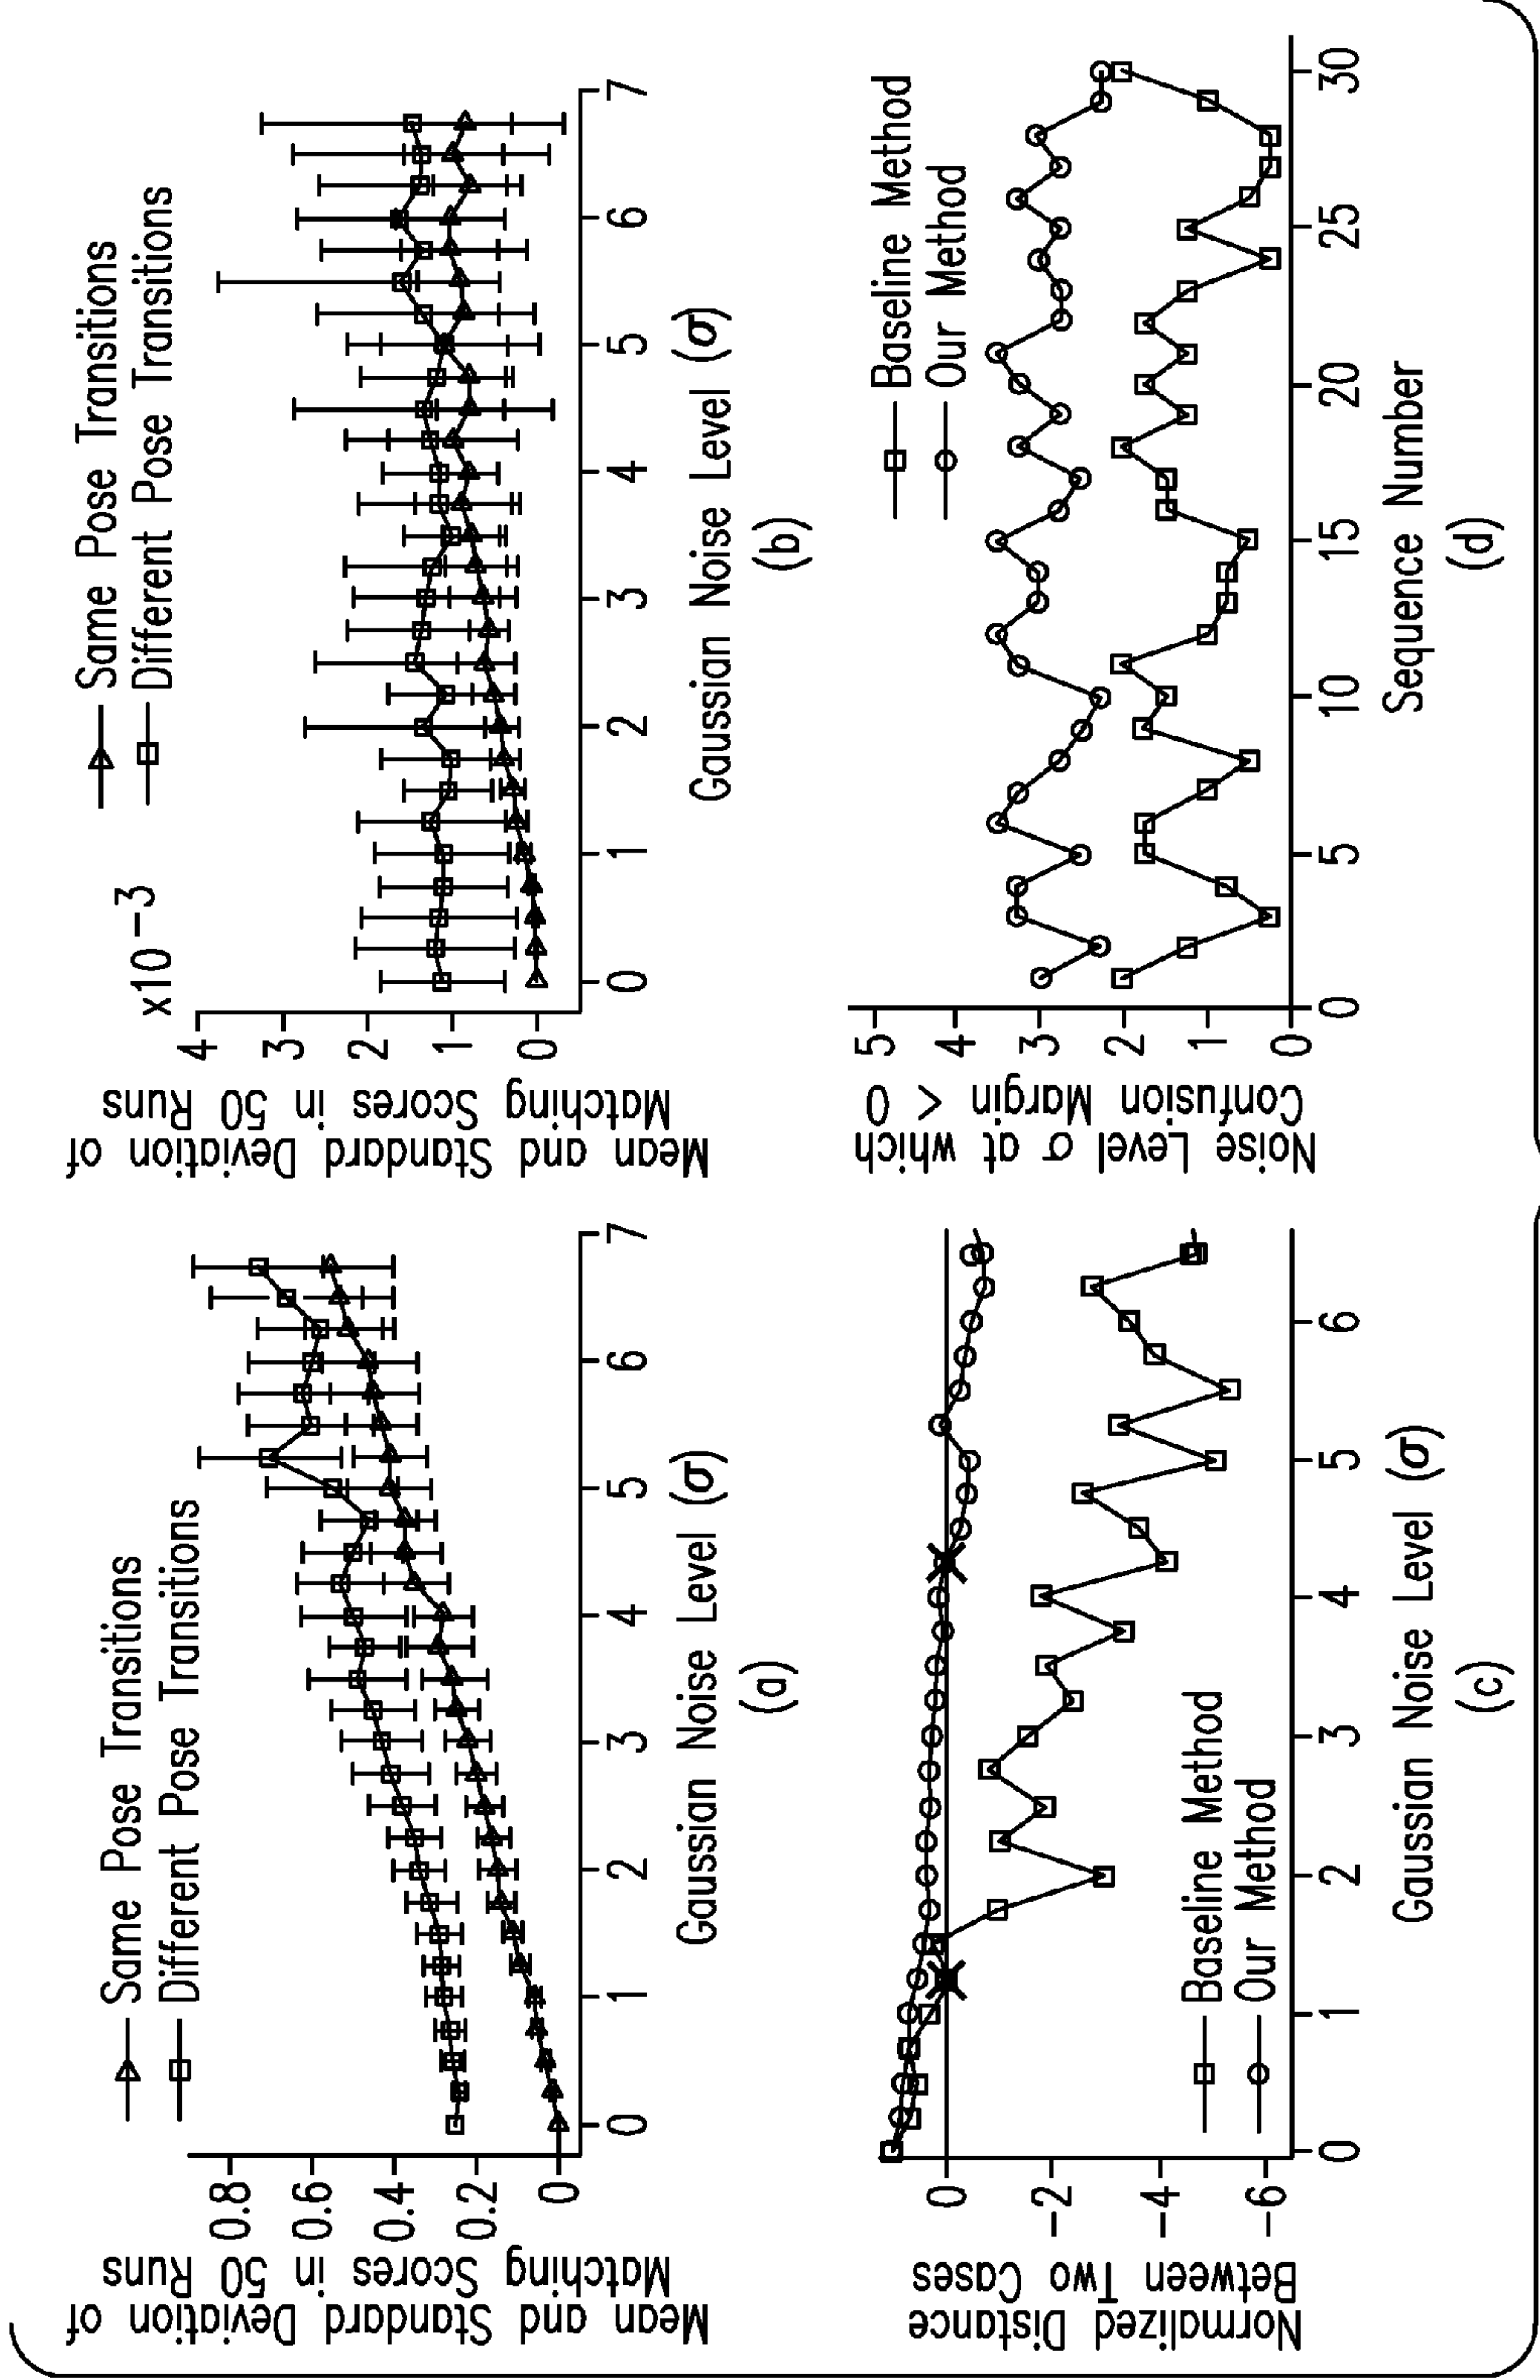 Same Pose Transitions
Different Pose Transitions
0.8
0.6
0.4
0.2
0
Mean and Standard Deviation of
Matching Scores in 50 Runs
0 1 2 3 4 5 6 7
Gaussian Noise Level (σ)
(a)
Same Pose Transitions
Different Pose Transitions
x10 -3
4
3
2
1
0
Mean and Standard Deviation of
Matching Scores in 50 Runs
0 1 2 3 4 5 6 7
Gaussian Noise Level (σ)
(b)
0
-2
-4
-6
Normalized Distance
Between Two Cases
Baseline Method
Our Method
0 1 2 3 4 5 6
Gaussian Noise Level (σ)
(c)
Baseline Method
Our Method
5
4
3
2
1
0
Noise Level σ at which
Confusion Margin < 0
0 5 10 15 20 25 30
Sequence Number
(d)